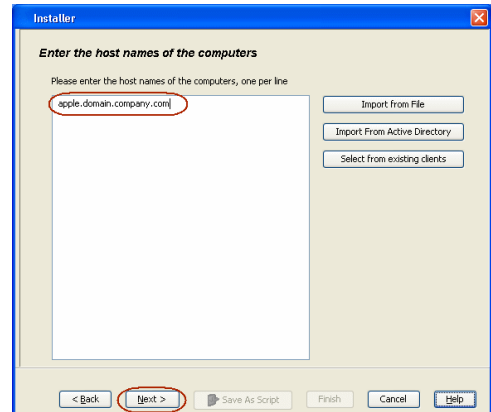 Installer
Enter the host names of the computers
Please enter the host names of the computers, one per line
apple.domain.company.com
Import from File
Import From Active Directory
Select from existing clients
< Back Next > Save As Script Finish Cancel Help